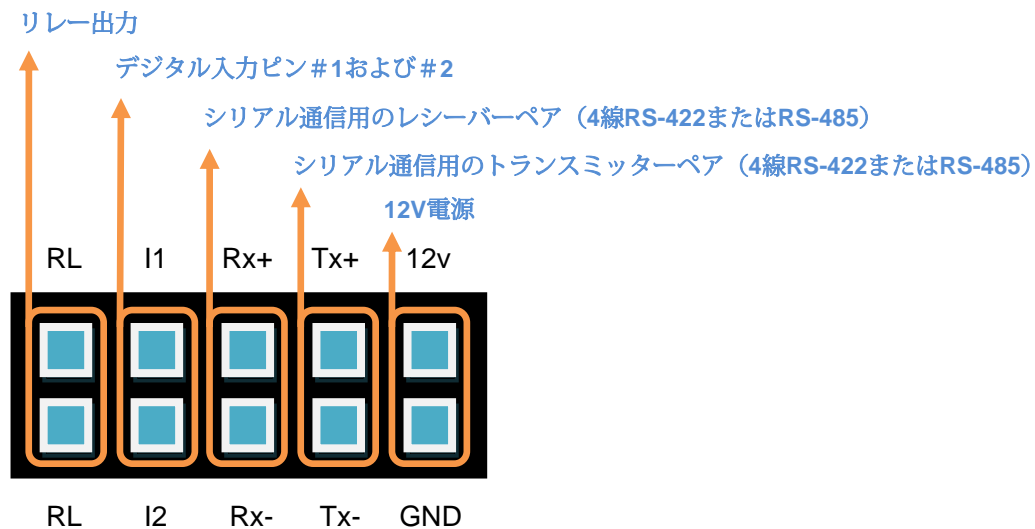 リレー出力
デジタル入力ピン＃1および＃2
シリアル通信用のレシーバーペア（4線RS-422またはRS-485）
シリアル通信用のトランスミッターペア（4線RS-422またはRS-485）
12V電源
RL I1 Rx+ Tx+ 12v
RL I2 Rx- Tx- GND